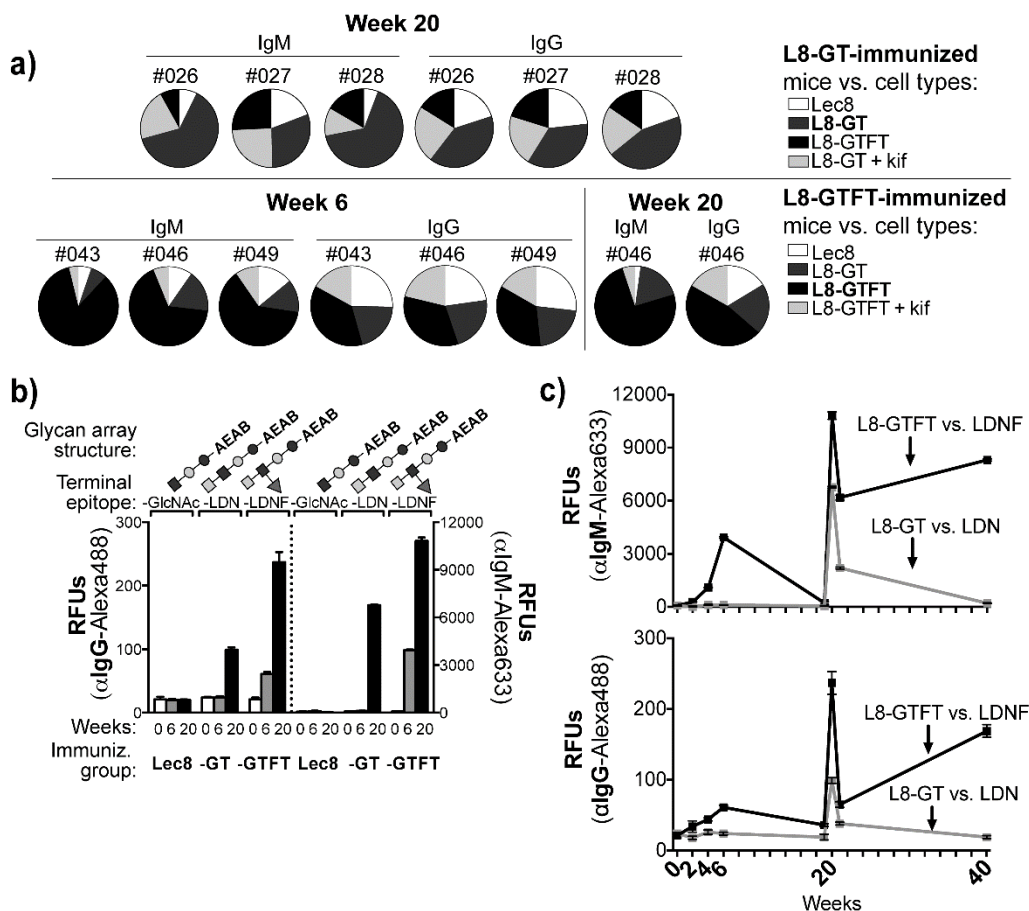 a)
Week 20
IgM
IgG
#026 #027 #028 #026 #027 #028
L8-GT-immunized
mice vs. cell types:
Lec8
L8-GT
L8-GTFT
L8-GT + kif
Week 6
Week 20
IgM
IgG
IgM IgG
#043 #046 #049 #043 #046 #049 #046 #046
L8-GTFT-immunized
mice vs. cell types:
Lec8
L8-GT
L8-GTFT
L8-GTFT + kif
b)
Glycan array
structure:
AEAB AEAB AEAB AEAB AEAB AEAB
Terminal
epitope:
-GlcNAc -LDN -LDNF -GlcNAc -LDN -LDNF
RFUs
(αIgG-Alexa488)
300
200
100
0
12000
9000
6000
3000
0
RFUs
(αIgM-Alexa633)
Weeks: 0 6 20 0 6 20 0 6 20 0 6 20 0 6 20 0 6 20
Immuniz.
group:
Lec8 -GT -GTFT Lec8 -GT -GTFT
c)
RFUs
(αIgM-Alexa633)
12000
9000
6000
3000
0
L8-GTFT vs. LDNF
L8-GT vs. LDN
RFUs
(αIgG-Alexa488)
300
200
100
0
L8-GTFT vs. LDNF
L8-GT vs. LDN
0 2 4 6 20 40
Weeks